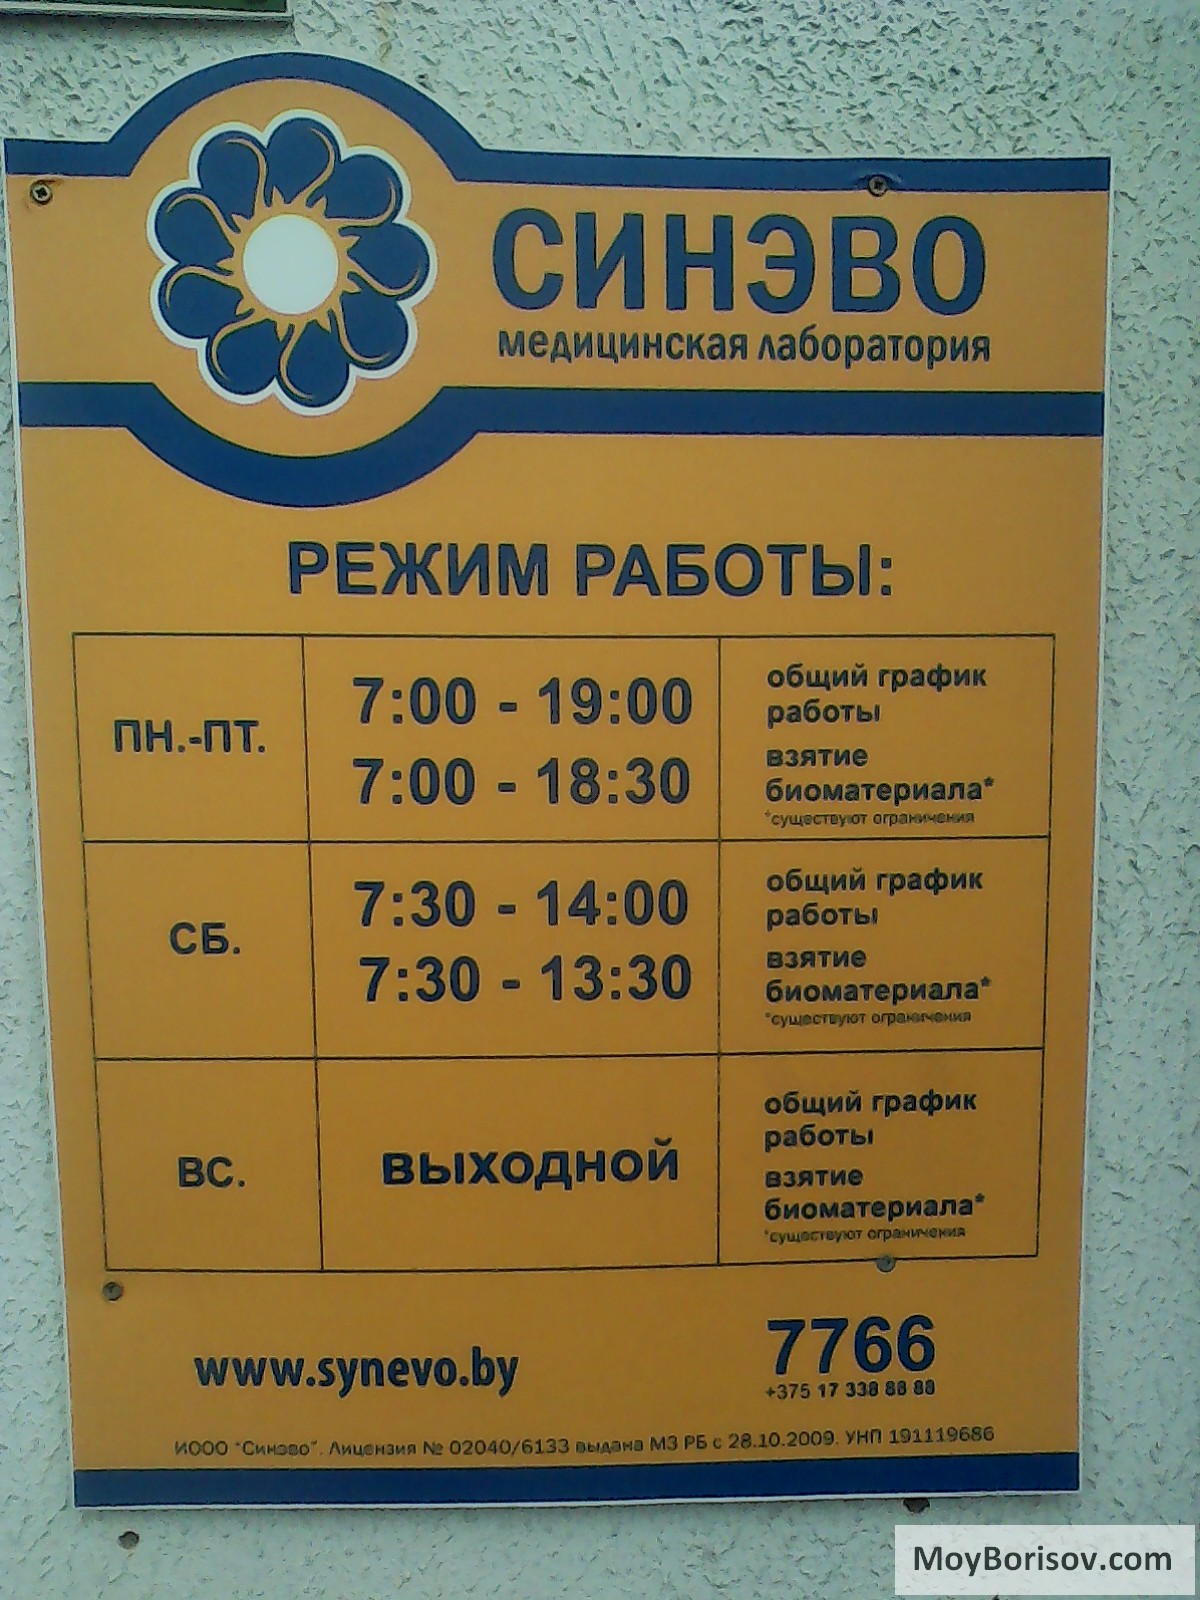 СИНЭВО
медицинская лаборатория
РЕЖИМ РАБОТЫ:
ПН.-ПТ.
7:00 - 19:00
общий график
работы
7:00 - 18:30
взятие
биоматериала*
*существуют ограничения
СБ.
7:30 - 14:00
общий график
работы
7:30 - 13:30
взятие
биоматериала*
*существуют ограничения
ВС.
ВЫХОДНОЙ
общий график
работы
взятие
биоматериала*
*существуют ограничения
www.synevo.by
7766
+375 17 338 88 88
ИООО "Синэво". Лицензия № 02040/6133 выдана МЗ РБ с 28.10.2009. УНП 191119686
MoyBorisov.com